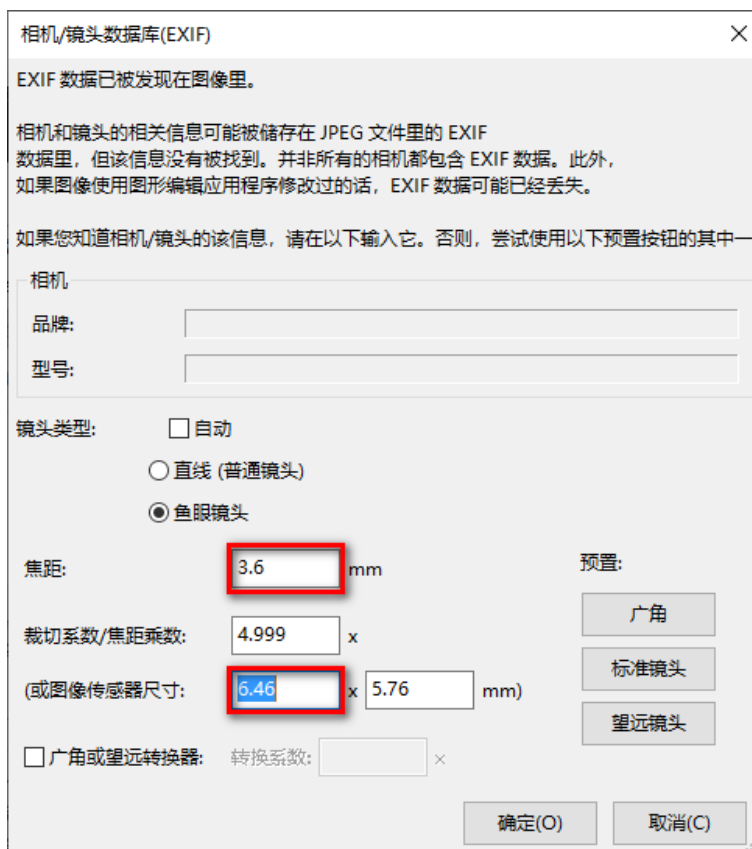 相机/镜头数据库(EXIF)
EXIF 数据已被发现在图像里。
相机和镜头的相关信息可能被储存在 JPEG 文件里的 EXIF
数据里，但该信息没有被找到。并非所有的相机都包含 EXIF 数据。此外，
如果图像使用图形编辑应用程序修改过的话，EXIF 数据可能已经丢失。
如果您知道相机/镜头的该信息，请在以下输入它。否则，尝试使用以下预置按钮的其中一
相机
品牌:
型号:
镜头类型: 自动
直线 (普通镜头)
鱼眼镜头
焦距: 3.6 mm 预置:
广角
裁切系数/焦距乘数: 4.999 x
标准镜头
(或图像传感器尺寸: 6.46 x 5.76 mm)
望远镜头
广角或望远转换器: 转换系数: ×
确定(O) 取消(C)